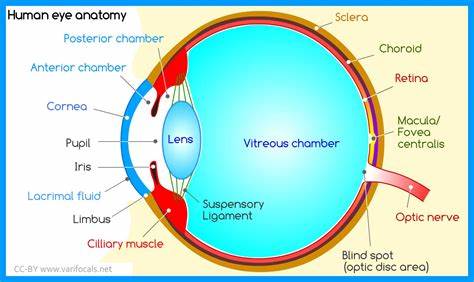 Human eye anatomy
Posterior chamber
Anterior chamber
Cornea
Pupil
Iris
Lacrimal fluid
Limbus
Cilliary muscle
Lens
Vitreous chamber
Suspensory
Ligament
Sclera
Choroid
Retina
Macula/
Fovea
centralis
Optic nerve
Blind spot
(optic disc area)
CC-BY www.varifocals.net